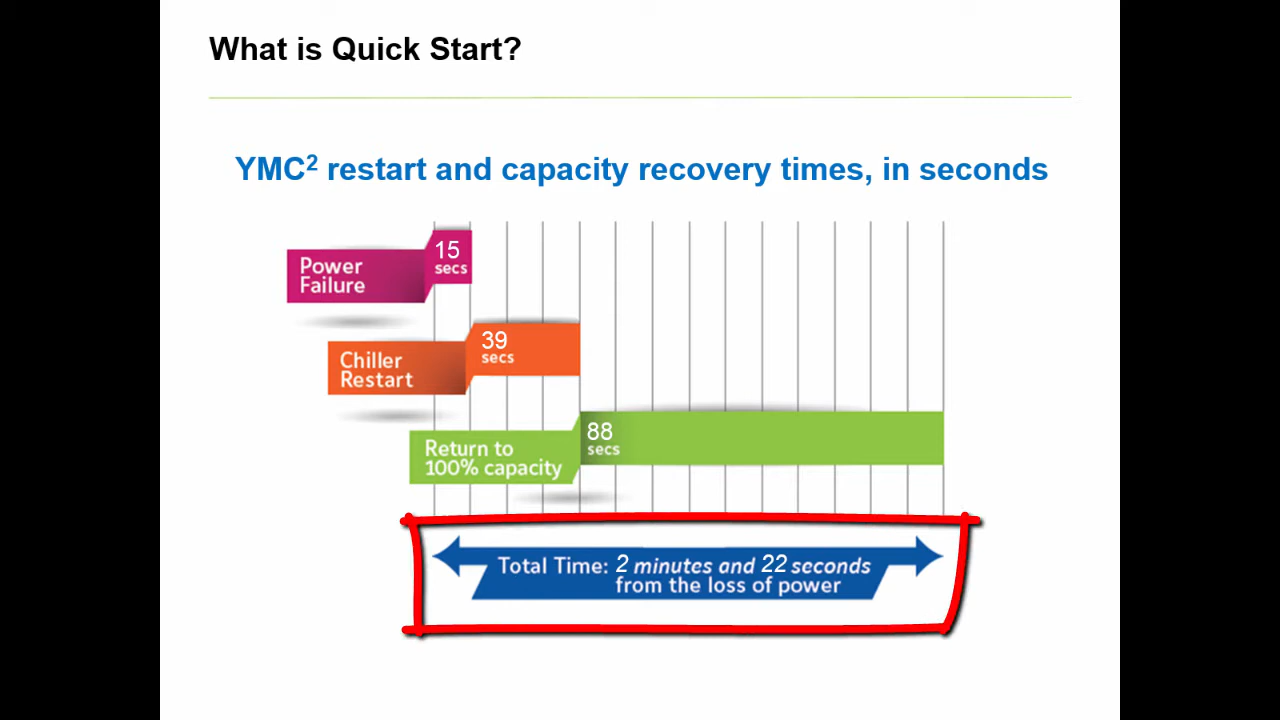 What is Quick Start?
YMC² restart and capacity recovery times, in seconds
15
secs
Power
Failure
39
secs
Chiller
Restart
88
secs
Return to
100% capacity
Total Time: 2 minutes and 22 seconds
from the loss of power